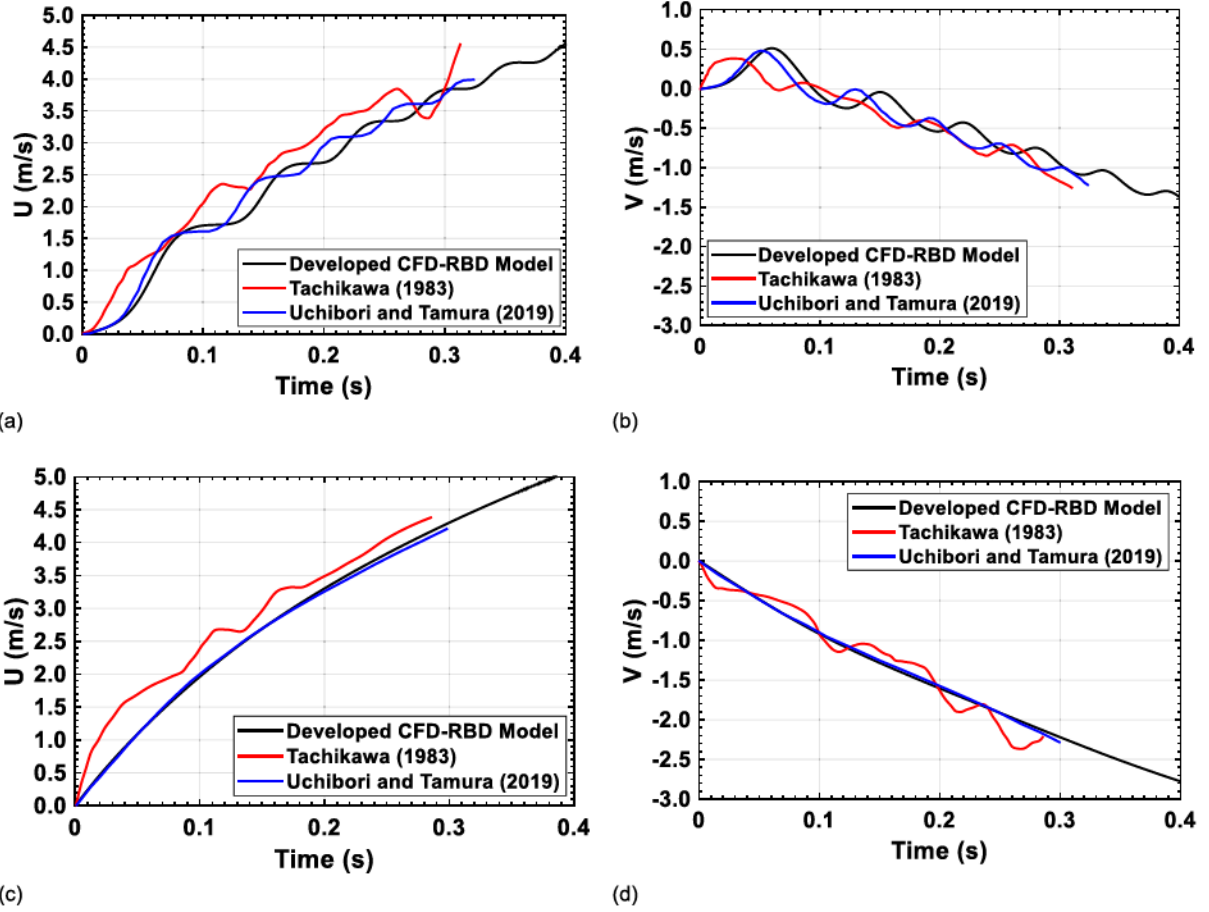 5.0
4.5
4.0
3.5
3.0
2.5
2.0
1.5
1.0
0.5
0.0
U (m/s)
Developed CFD-RBD Model
Tachikawa (1983)
Uchibori and Tamura (2019)
0 0.1 0.2 0.3 0.4
Time (s)
(a)
1.0
0.5
0.0
-0.5
-1.0
-1.5
-2.0
-2.5
-3.0
V (m/s)
Developed CFD-RBD Model
Tachikawa (1983)
Uchibori and Tamura (2019)
0 0.1 0.2 0.3 0.4
Time (s)
(b)
5.0
4.5
4.0
3.5
3.0
2.5
2.0
1.5
1.0
0.5
0.0
U (m/s)
Developed CFD-RBD Model
Tachikawa (1983)
Uchibori and Tamura (2019)
0 0.1 0.2 0.3 0.4
Time (s)
(c)
1.0
0.0
-0.5
-1.0
-1.5
-2.0
-2.5
-3.0
V (m/s)
Developed CFD-RBD Model
Tachikawa (1983)
Uchibori and Tamura (2019)
0 0.1 0.2 0.3 0.4
Time (s)
(d)